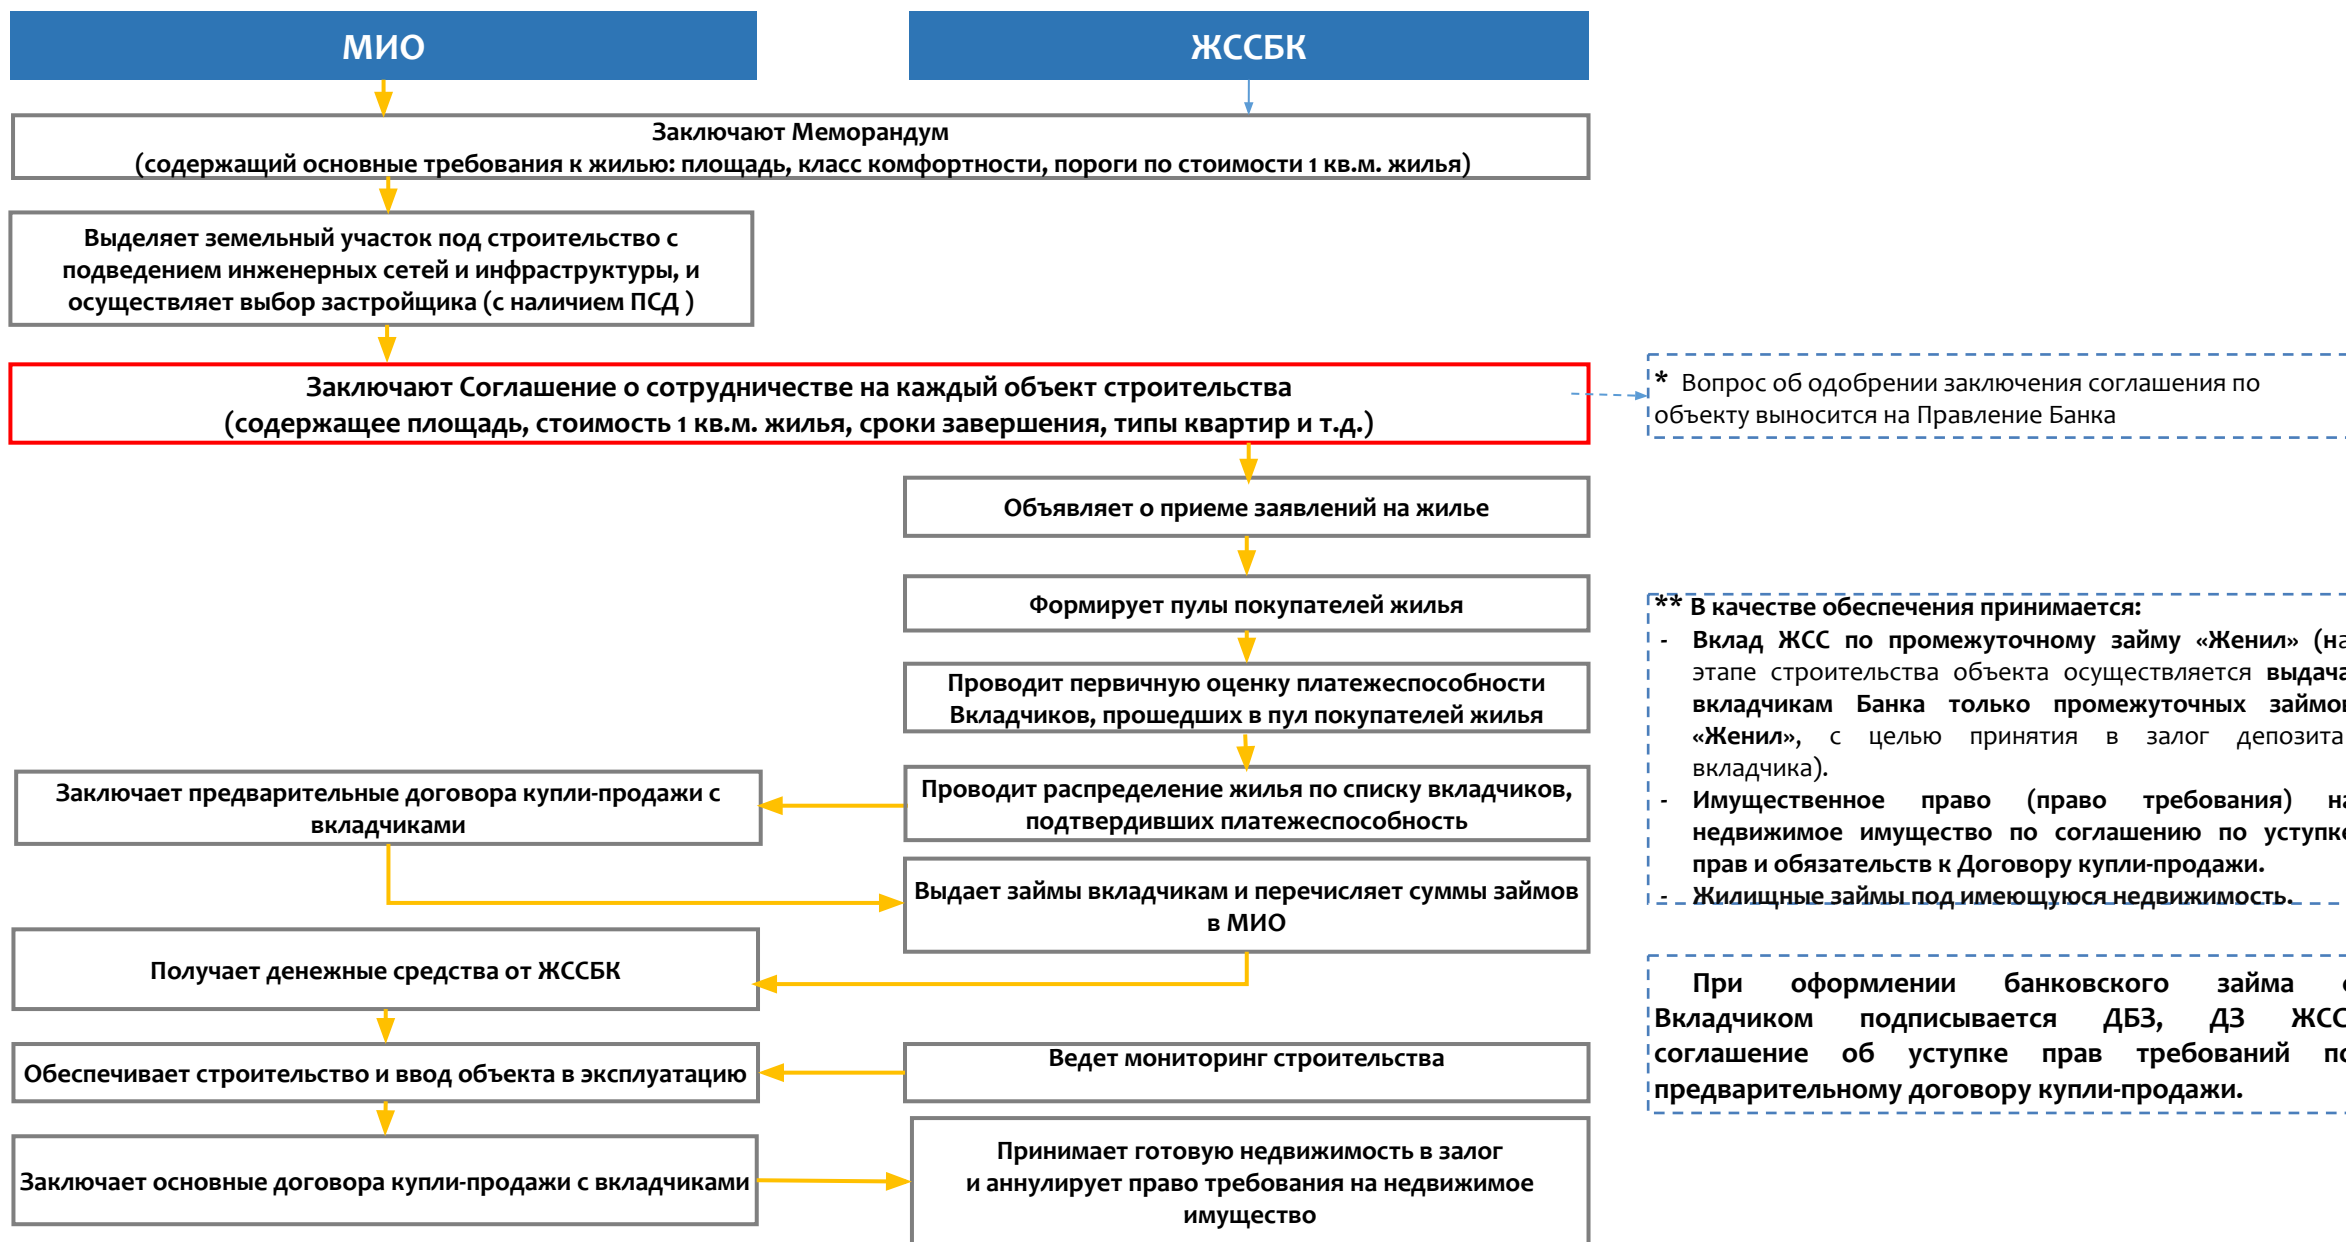 МИО
ЖССБК
Заключают Меморандум
(содержащий основные требования к жилью: площадь, класс комфортности, пороги по стоимости 1 кв.м. жилья)
Выделяет земельный участок под строительство с
подведением инженерных сетей и инфраструктуры, и
осуществляет выбор застройщика (с наличием ПСД )
Заключают Соглашение о сотрудничестве на каждый объект строительства
(содержащее площадь, стоимость 1 кв.м. жилья, сроки завершения, типы квартир и т.д.)
* Вопрос об одобрении заключения соглашения по
объекту выносится на Правление Банка
Объявляет о приеме заявлений на жилье
Формирует пулы покупателей жилья
Проводит первичную оценку платежеспособности
Вкладчиков, прошедших в пул покупателей жилья
Проводит распределение жилья по списку вкладчиков,
подтвердивших платежеспособность
Заключает предварительные договора купли-продажи с
вкладчиками
Выдает займы вкладчикам и перечисляет суммы займов
в МИО
Получает денежные средства от ЖССБК
Обеспечивает строительство и ввод объекта в эксплуатацию
Ведет мониторинг строительства
Заключает основные договора купли-продажи с вкладчиками
Принимает готовую недвижимость в залог
и аннулирует право требования на недвижимое
имущество
** В качестве обеспечения принимается:
- Вклад ЖСС по промежуточному займу «Женил» (на
этапе строительства объекта осуществляется выдача
вкладчикам Банка только промежуточных займов
«Женил», с целью принятия в залог депозита
вкладчика).
- Имущественное право (право требования) на
недвижимое имущество по соглашению по уступке
прав и обязательств к Договору купли-продажи.
- Жилищные займы под имеющуюся недвижимость.
При оформлении банковского займа с
Вкладчиком подписывается ДБЗ, ДЗ ЖСС
соглашение об уступке прав требований по
предварительному договору купли-продажи.